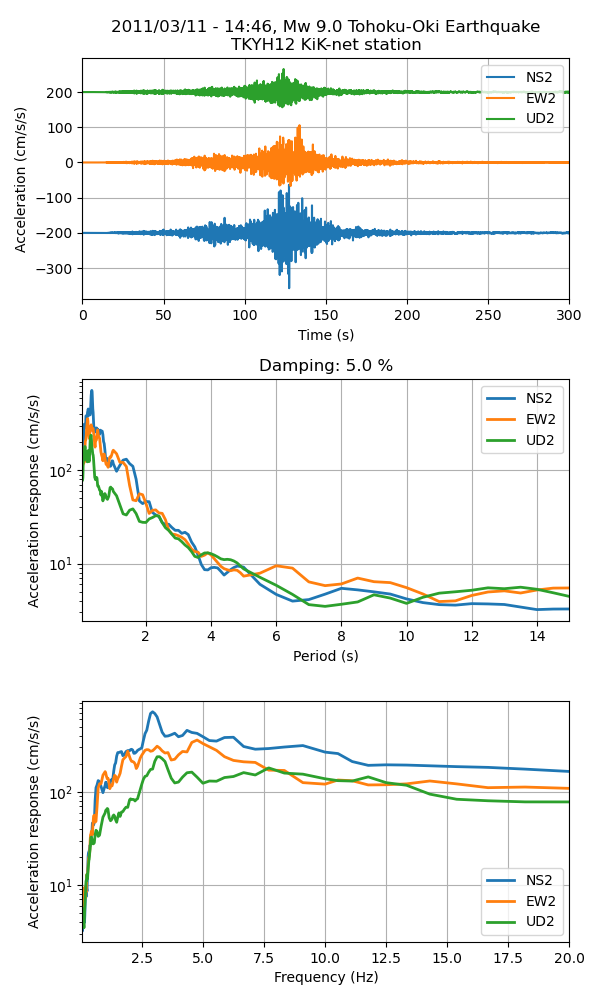 2011/03/11 - 14:46, Mw 9.0 Tohoku-Oki Earthquake
TKYH12 KiK-net station
Acceleration (cm/s/s)
200
100
0
−100
−200
−300
NS2
EW2
UD2
0 50 100 150 200 250 300
Time (s)
Damping: 5.0 %
Acceleration response (cm/s/s)
10²
10¹
NS2
EW2
UD2
2 4 6 8 10 12 14
Period (s)
Acceleration response (cm/s/s)
10²
10¹
NS2
EW2
UD2
2.5 5.0 7.5 10.0 12.5 15.0 17.5 20.0
Frequency (Hz)